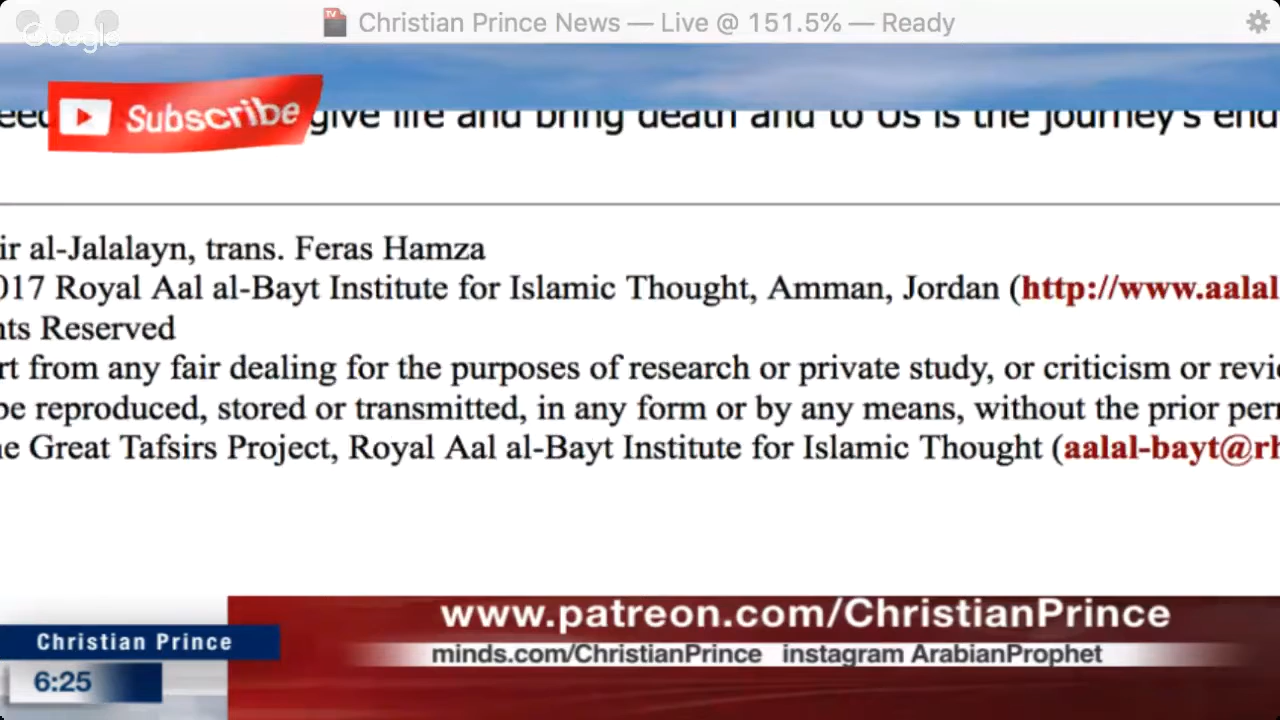 Christian Prince News — Live @ 151.5% — Ready
Google
Subscribe
give life and bring death and to Us is the journey's end
ir al-Jalalayn, trans. Feras Hamza
017 Royal Aal al-Bayt Institute for Islamic Thought, Amman, Jordan (http://www.aalal
nts Reserved
rt from any fair dealing for the purposes of research or private study, or criticism or revie
be reproduced, stored or transmitted, in any form or by any means, without the prior perm
e Great Tafsirs Project, Royal Aal al-Bayt Institute for Islamic Thought (aalal-bayt@rh
www.patreon.com/ChristianPrince
Christian Prince
minds.com/ChristianPrince instagram ArabianProphet
6:25